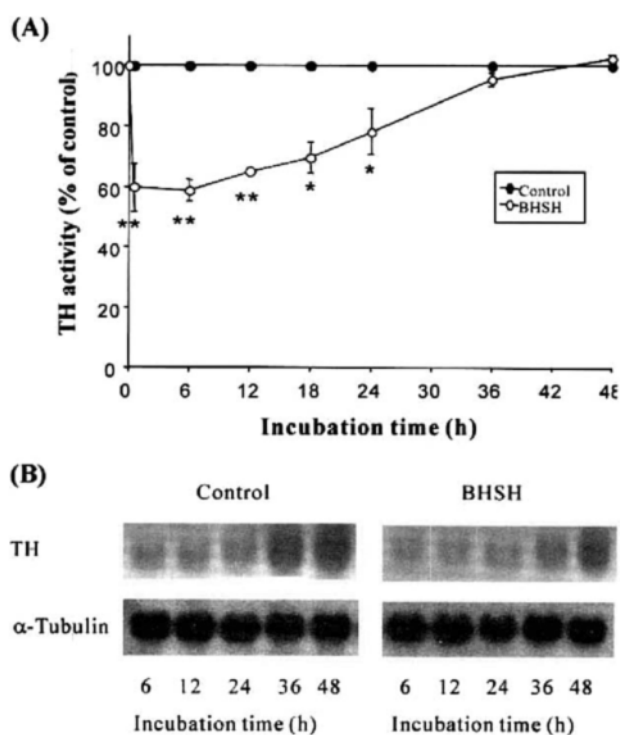 (A)
TH activity (% of control)
100
80
60
40
20
0
** ** ** * *
Control
BHSH
0 6 12 18 24 30 36 42 48
Incubation time (h)
(B)
Control BHSH
TH
α-Tubulin
6 12 24 36 48 6 12 24 36 48
Incubation time (h) Incubation time (h)